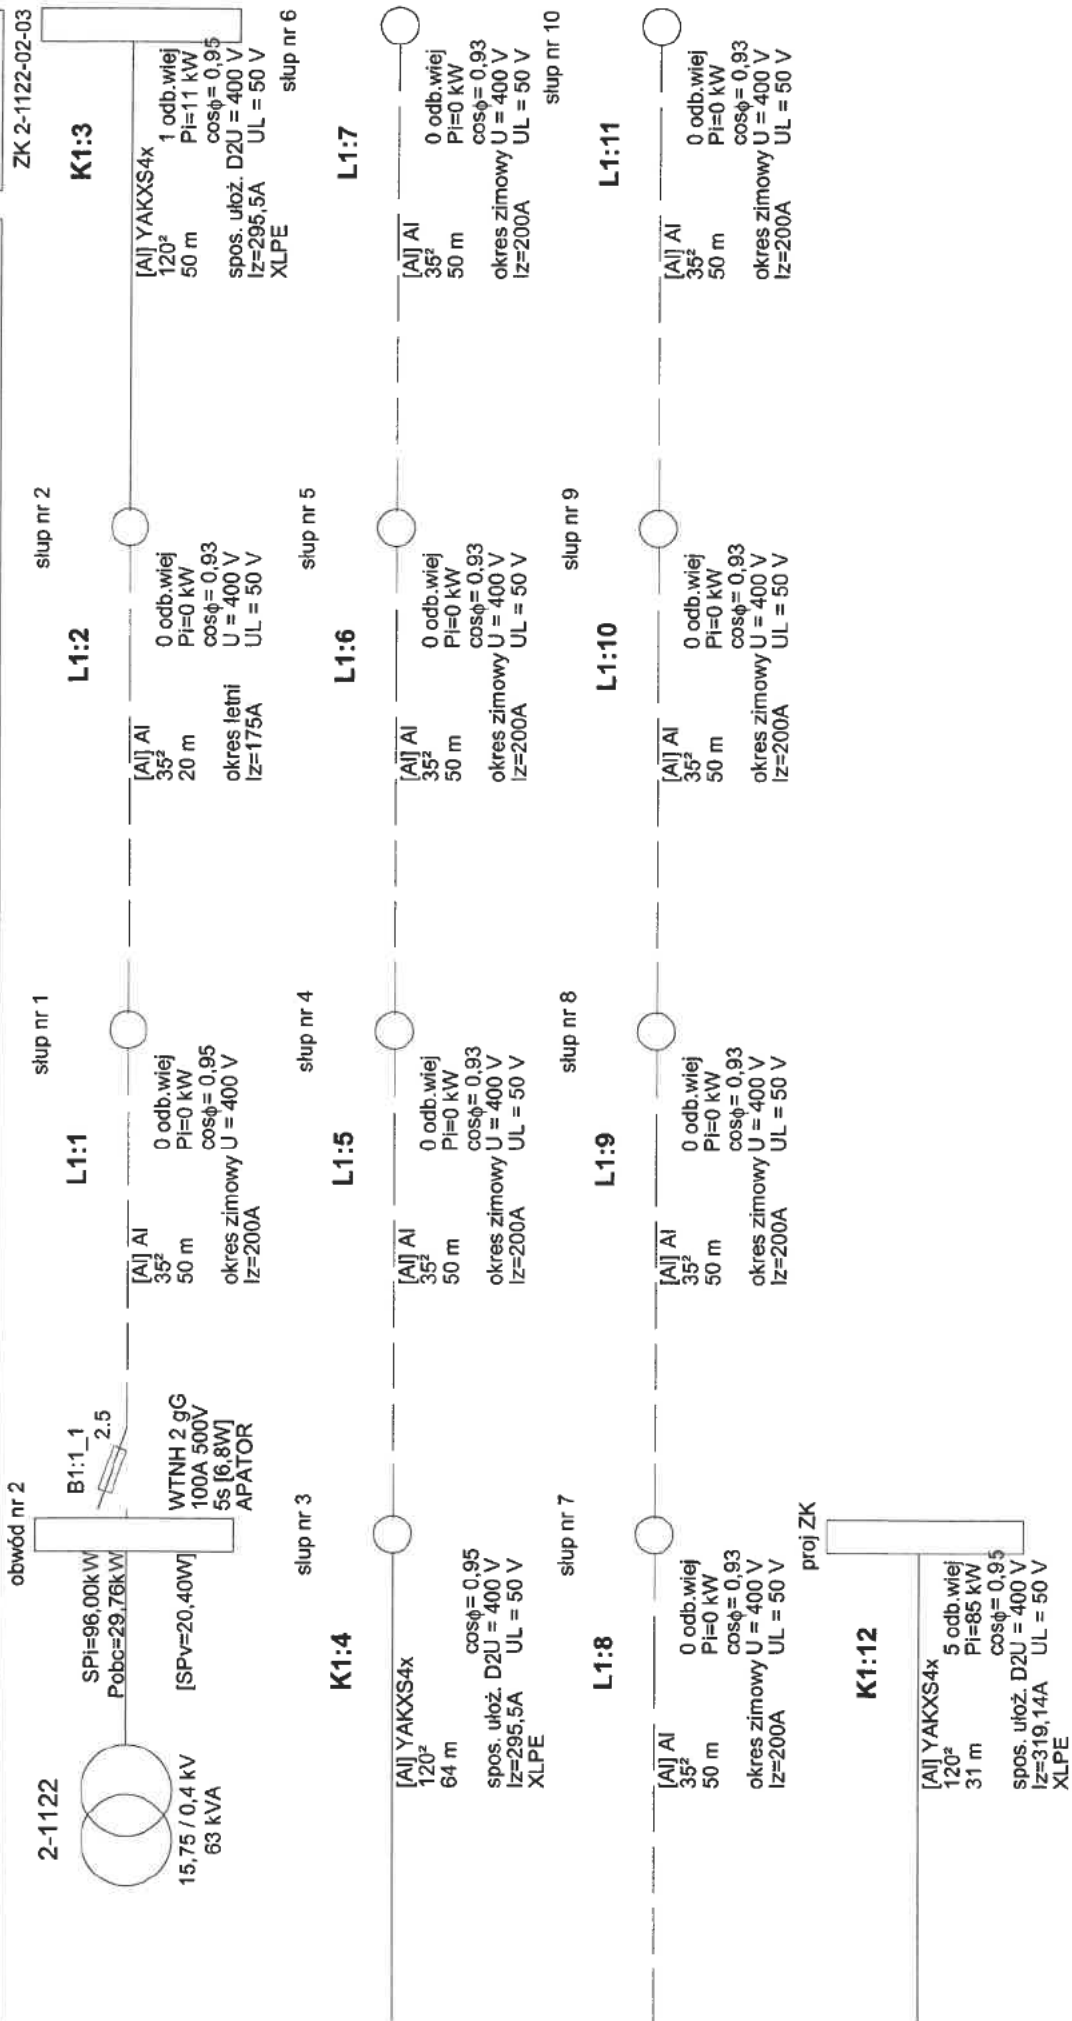 obwód nr 2
słup nr 1
słup nr 2
ZK 2-1122-02-03
2-1122
SPi=96,00kW
Pobc=29,76kW
[SPv=20,40W]
15,75 / 0,4 kV
63 kVA
B1:1_1
2.5
WTNH 2 gG
100A 500V
5s [6,8W]
APATOR
L1:1
[Al] Al
35²
50 m
okres zimowy
Iz=200A
0 odb.wiej
Pi=0 kW
cosϕ= 0,95
U = 400 V
L1:2
[Al] Al
35²
20 m
okres letni
Iz=175A
0 odb.wiej
Pi=0 kW
cosϕ= 0,93
U = 400 V
UL = 50 V
K1:3
[Al] YAKXS4x
120²
50 m
spos. ułoż. D2
Iz=295,5A
XLPE
1 odb.wiej
Pi=11 kW
cosϕ= 0,95
U = 400 V
UL = 50 V
słup nr 3
słup nr 4
słup nr 5
słup nr 6
K1:4
[Al] YAKXS4x
120²
64 m
spos. ułoż. D2
Iz=295,5A
XLPE
cosϕ= 0,95
U = 400 V
UL = 50 V
L1:5
[Al] Al
35²
50 m
okres zimowy
Iz=200A
0 odb.wiej
Pi=0 kW
cosϕ= 0,93
U = 400 V
UL = 50 V
L1:6
[Al] Al
35²
50 m
okres zimowy
Iz=200A
0 odb.wiej
Pi=0 kW
cosϕ= 0,93
U = 400 V
UL = 50 V
L1:7
[Al] Al
35²
50 m
okres zimowy
Iz=200A
0 odb.wiej
Pi=0 kW
cosϕ= 0,93
U = 400 V
UL = 50 V
słup nr 7
słup nr 8
słup nr 9
słup nr 10
L1:8
[Al] Al
35²
50 m
okres zimowy
Iz=200A
0 odb.wiej
Pi=0 kW
cosϕ= 0,93
U = 400 V
UL = 50 V
L1:9
[Al] Al
35²
50 m
okres zimowy
Iz=200A
0 odb.wiej
Pi=0 kW
cosϕ= 0,93
U = 400 V
UL = 50 V
L1:10
[Al] Al
35²
50 m
okres zimowy
Iz=200A
0 odb.wiej
Pi=0 kW
cosϕ= 0,93
U = 400 V
UL = 50 V
L1:11
[Al] Al
35²
50 m
okres zimowy
Iz=200A
0 odb.wiej
Pi=0 kW
cosϕ= 0,93
U = 400 V
UL = 50 V
proj ZK
K1:12
[Al] YAKXS4x
120²
31 m
spos. ułoż. D2
Iz=319,14A
XLPE
5 odb.wiej
Pi=85 kW
cosϕ= 0,95
U = 400 V
UL = 50 V